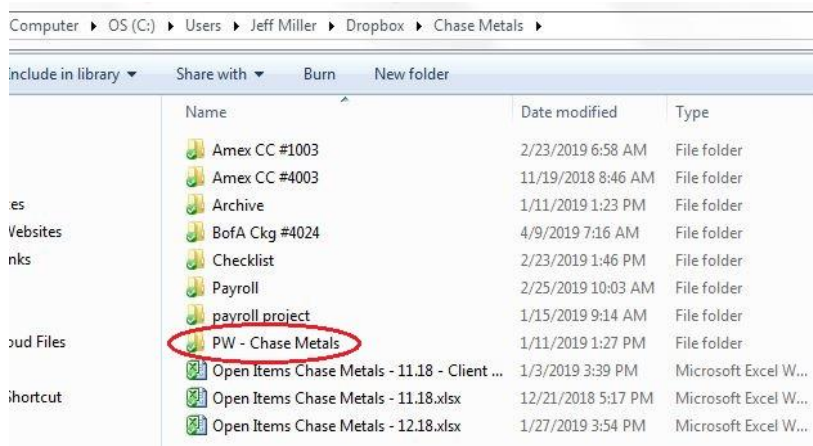 Computer ▸ OS (C:) ▸ Users ▸ Jeff Miller ▸ Dropbox ▸ Chase Metals ▸
Include in library Share with Burn New folder
Name Date modified Type
Amex CC #1003 2/23/2019 6:58 AM File folder
Amex CC #4003 11/19/2018 8:46 AM File folder
es Archive 1/11/2019 1:23 PM File folder
Websites BofA Ckg #4024 4/9/2019 7:16 AM File folder
nks Checklist 2/23/2019 1:46 PM File folder
Payroll 2/25/2019 10:03 AM File folder
payroll project 1/15/2019 9:14 AM File folder
oud Files PW - Chase Metals 1/11/2019 1:27 PM File folder
Open Items Chase Metals - 11.18 - Client ... 1/3/2019 3:39 PM Microsoft Excel W...
Shortcut Open Items Chase Metals - 11.18.xlsx 12/21/2018 5:17 PM Microsoft Excel W...
Open Items Chase Metals - 12.18.xlsx 1/27/2019 3:54 PM Microsoft Excel W...